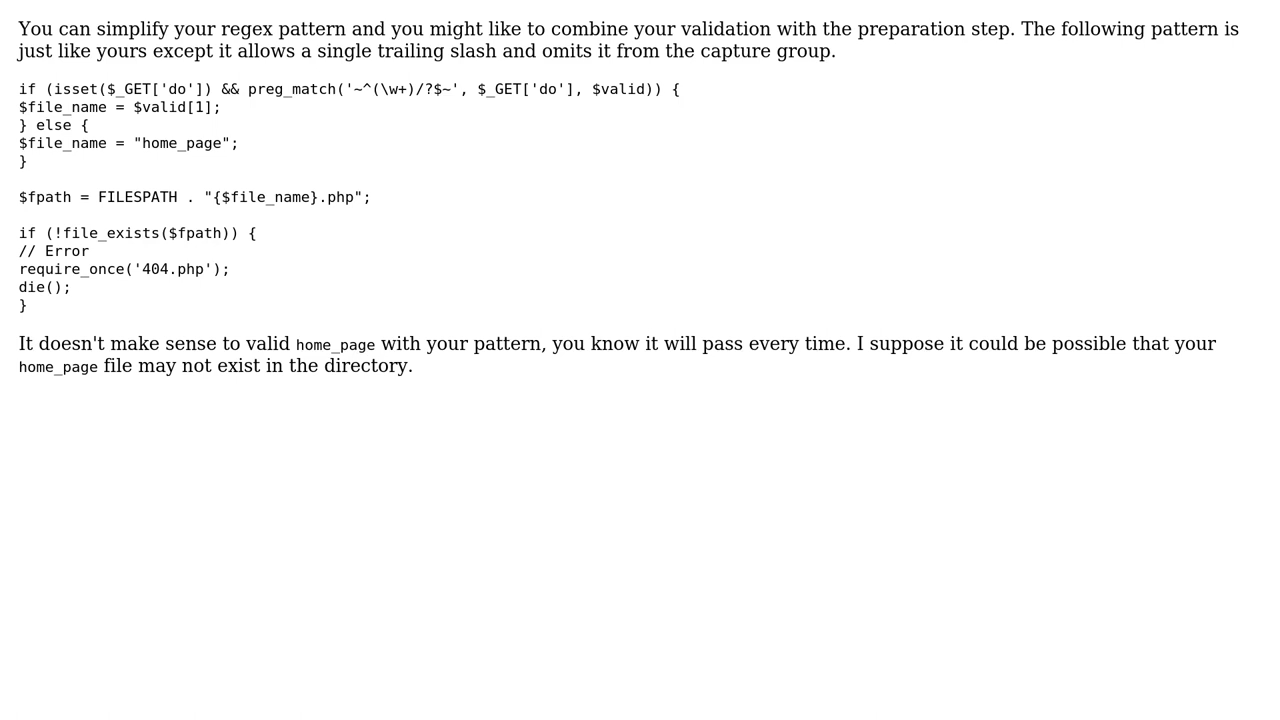 You can simplify your regex pattern and you might like to combine your validation with the preparation step. The following pattern is
just like yours except it allows a single trailing slash and omits it from the capture group.
if (isset($_GET['do']) && preg_match('~^(\w+)/?$~', $_GET['do'], $valid)) {
$file_name = $valid[1];
} else {
$file_name = "home_page";
}
$fpath = FILESPATH . "{$file_name}.php";
if (!file_exists($fpath)) {
// Error
require_once('404.php');
die();
}
It doesn't make sense to valid home_page with your pattern, you know it will pass every time. I suppose it could be possible that your
home_page file may not exist in the directory.